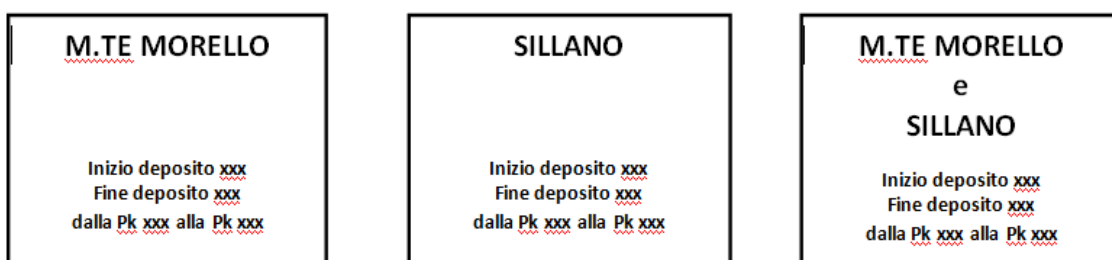 M.TE MORELLO
Inizio deposito xxx
Fine deposito xxx
dalla Pk xxx alla Pk xxx
SILLANO
Inizio deposito xxx
Fine deposito xxx
dalla Pk xxx alla Pk xxx
M.TE MORELLO
e
SILLANO
Inizio deposito xxx
Fine deposito xxx
dalla Pk xxx alla Pk xxx